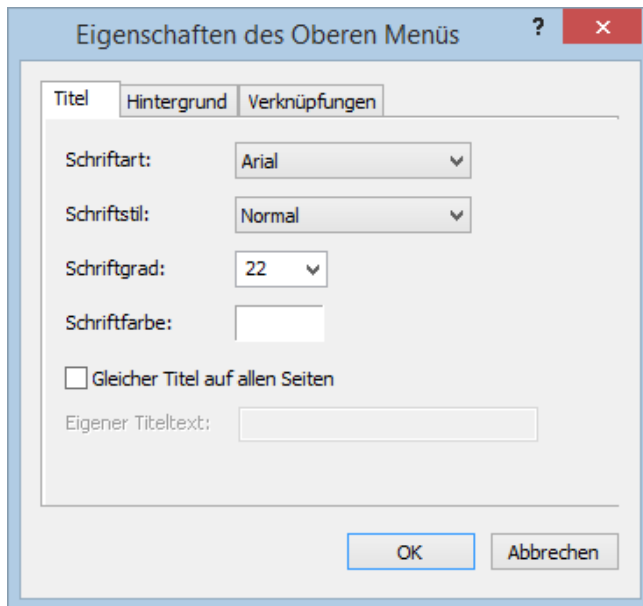 Eigenschaften des Oberen Menüs ? ×
Titel Hintergrund Verknüpfungen
Schriftart: Arial
Schriftstil: Normal
Schriftgrad: 22
Schriftfarbe:
Gleicher Titel auf allen Seiten
Eigener Titeltext:
OK Abbrechen